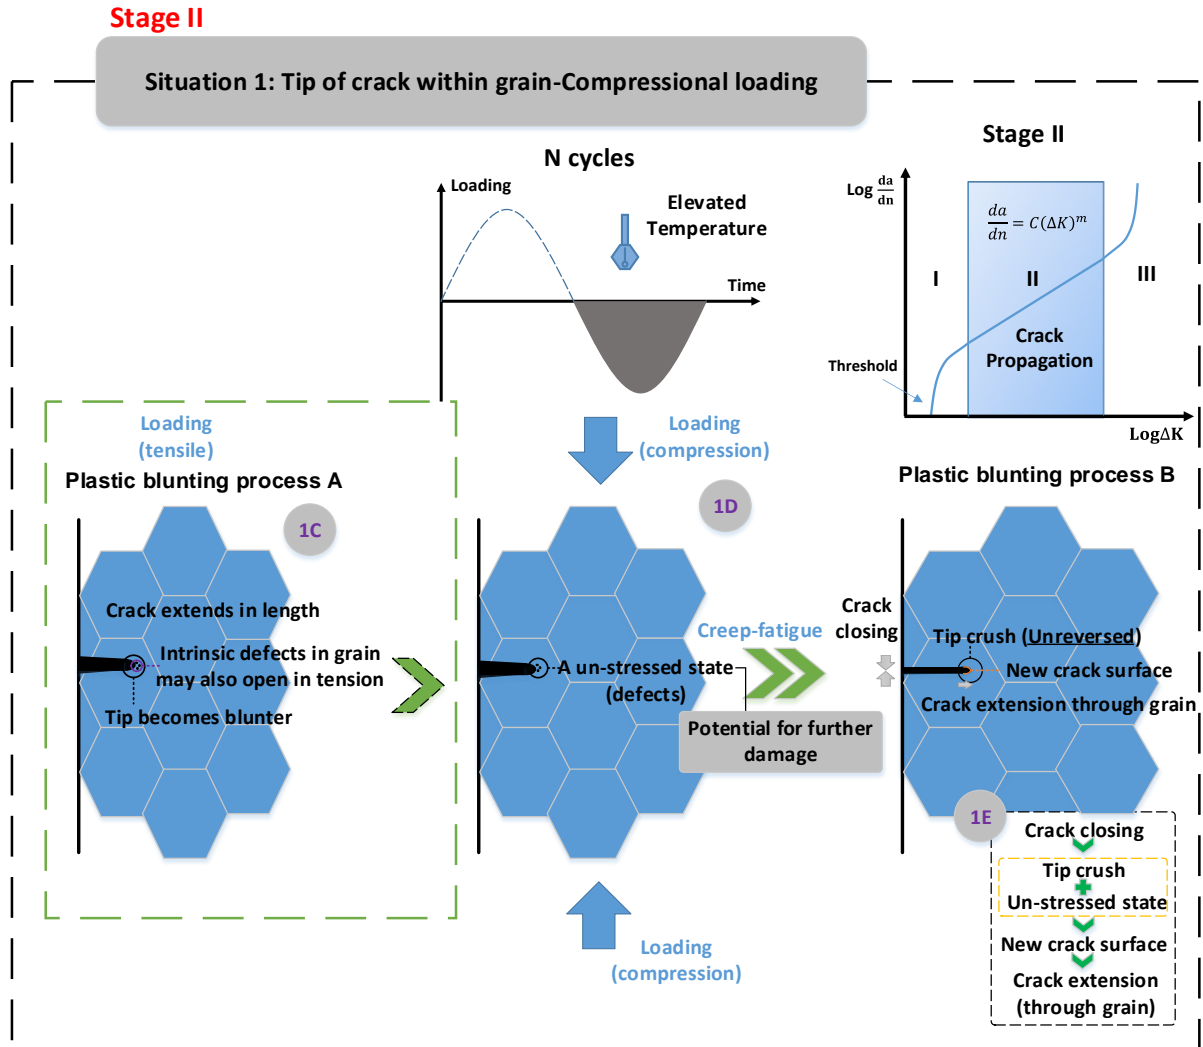 Stage II
Situation 1: Tip of crack within grain-Compressional loading
N cycles
Loading
Elevated
Temperature
Time
Stage II
Log da/dn
da/dn = C(ΔK)^m
I
II
III
Crack
Propagation
Threshold
LogΔK
Loading
(tensile)
Plastic blunting process A
1C
Crack extends in length
Intrinsic defects in grain
may also open in tension
Tip becomes blunter
Loading
(compression)
1D
A un-stressed state
(defects)
Creep-fatigue
Potential for further
damage
Loading
(compression)
Plastic blunting process B
Crack
closing
Tip crush (Unreversed)
New crack surface
Crack extension through grain
1E
Crack closing
Tip crush
Un-stressed state
New crack surface
Crack extension
(through grain)